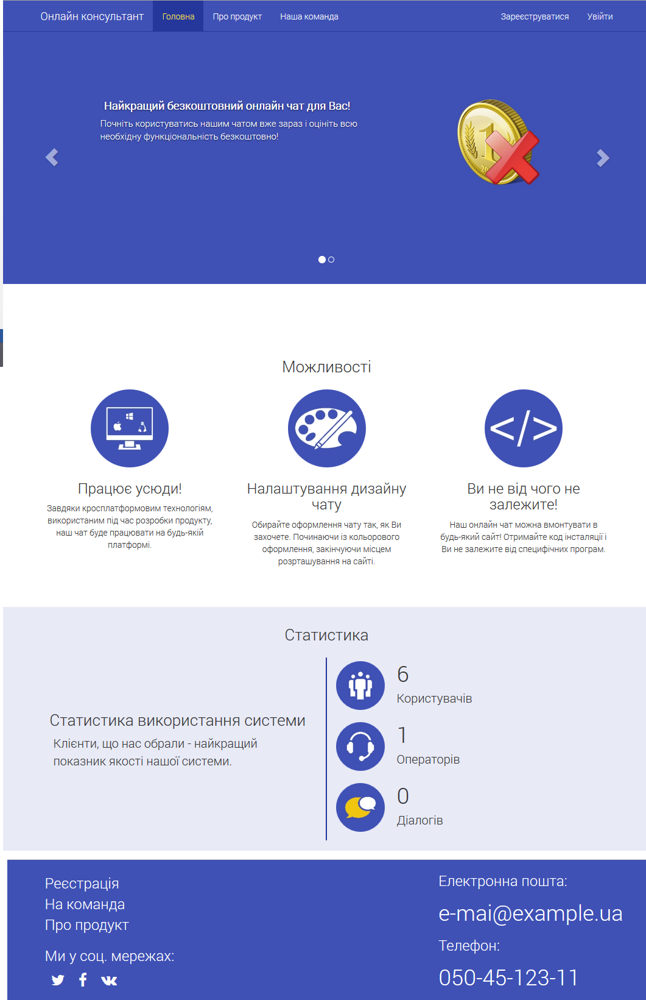 Онлайн консультант Головна Про продукт Наша команда Зареєструватися Увійти
Найкращий безкоштовний онлайн чат для Вас!
Почніть користуватись нашим чатом вже зараз і оцініть всю
необхідну функціональність безкоштовно!
1
20
Можливості
</>
Працює усюди!
Завдяки кросплатформовим технологіям,
використаним під час розробки продукту,
наш чат буде працювати на будь-якій
платформі.
Налаштування дизайну
чату
Обирайте оформлення чату так, як Ви
захочете. Починаючи із кольорового
оформлення, закінчуючи місцем
розрташування на сайті.
Ви не від чого не
залежите!
Наш онлайн чат можна вмонтувати в
будь-який сайт! Отримайте код інсталяції і
Ви не залежите від специфічних програм.
Статистика
Статистика використання системи
Клієнти, що нас обрали - найкращий
показник якості нашої системи.
6
Користувачів
1
Операторів
0
Діалогів
Реєстрація
На команда
Про продукт
Ми у соц. мережах:
Електронна пошта:
e-mai@example.ua
Телефон:
050-45-123-11